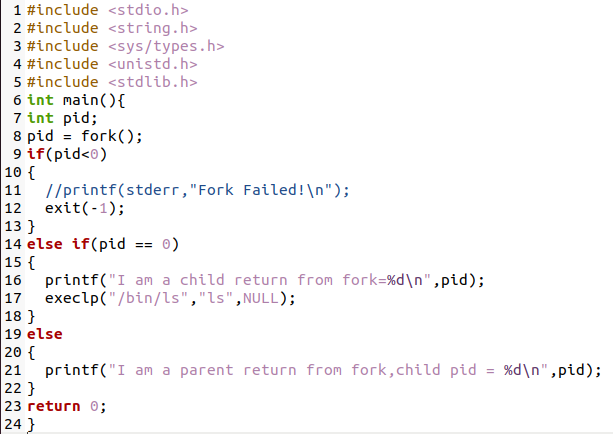 1 #include <stdio.h>
2 #include <string.h>
3 #include <sys/types.h>
4 #include <unistd.h>
5 #include <stdlib.h>
6 int main(){
7 int pid;
8 pid = fork();
9 if(pid<0)
10 {
11   //printf(stderr,"Fork Failed!\n");
12   exit(-1);
13 }
14 else if(pid == 0)
15 {
16   printf("I am a child return from fork=%d\n",pid);
17   execlp("/bin/ls","ls",NULL);
18 }
19 else
20 {
21   printf("I am a parent return from fork,child pid = %d\n",pid);
22 }
23 return 0;
24 }